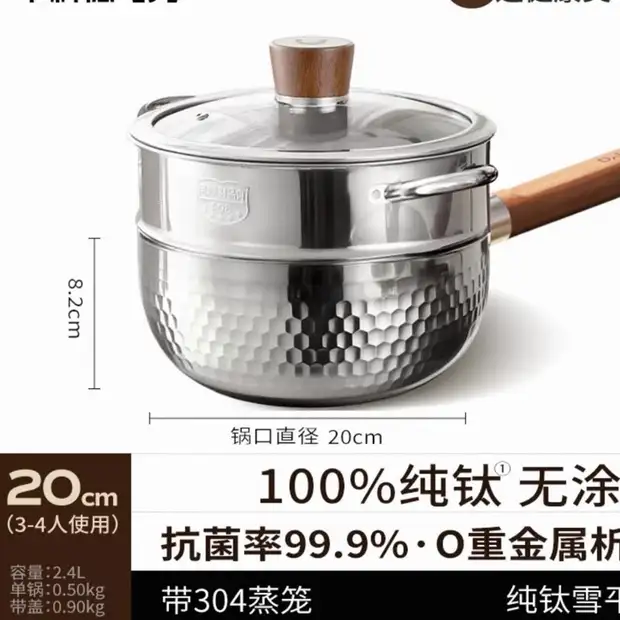 8.2cm
锅口直径 20cm
20cm
(3-4人使用)
容量:2.4L
单锅:0.50kg
带盖:0.90kg
100%纯钛① 无涂
抗菌率99.9%·O重金属析
带304蒸笼
纯钛雪平